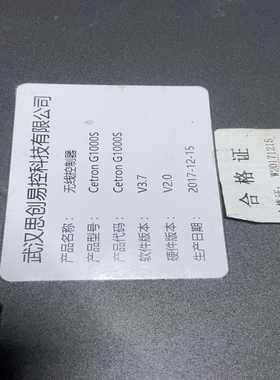 武汉思创易控科技有限公司
产品名称：  无线控制器
产品型号：  Cetron G1000S
产品代码：  Cetron G1000S
软件版本：  V3.7
硬件版本：  V2.0
生产日期：  2017-12-15
合格证
W20171215